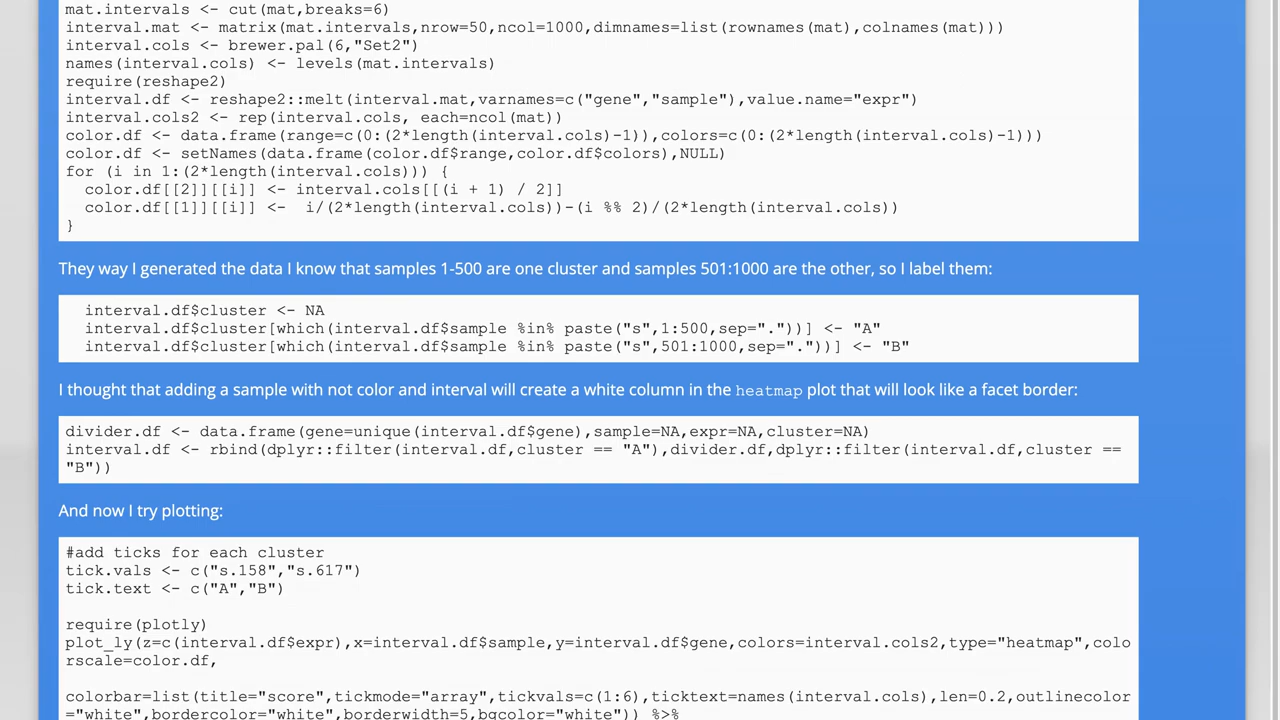 mat.intervals <- cut(mat,breaks=6)
interval.mat <- matrix(mat.intervals,nrow=50,ncol=1000,dimnames=list(rownames(mat),colnames(mat)))
interval.cols <- brewer.pal(6,"Set2")
names(interval.cols) <- levels(mat.intervals)
require(reshape2)
interval.df <- reshape2::melt(interval.mat,varnames=c("gene","sample"),value.name="expr")
interval.cols2 <- rep(interval.cols, each=ncol(mat))
color.df <- data.frame(range=c(0:(2*length(interval.cols)-1)),colors=c(0:(2*length(interval.cols)-1)))
color.df <- setNames(data.frame(color.df$range,color.df$colors),NULL)
for (i in 1:(2*length(interval.cols))) {
  color.df[[2]][[i]] <- interval.cols[[(i + 1) / 2]]
  color.df[[1]][[i]] <-  i/(2*length(interval.cols))-(i %% 2)/(2*length(interval.cols))
}
They way I generated the data I know that samples 1-500 are one cluster and samples 501:1000 are the other, so I label them:
  interval.df$cluster <- NA
  interval.df$cluster[which(interval.df$sample %in% paste("s",1:500,sep="."))] <- "A"
  interval.df$cluster[which(interval.df$sample %in% paste("s",501:1000,sep="."))] <- "B"
I thought that adding a sample with not color and interval will create a white column in the heatmap plot that will look like a facet border:
divider.df <- data.frame(gene=unique(interval.df$gene),sample=NA,expr=NA,cluster=NA)
interval.df <- rbind(dplyr::filter(interval.df,cluster == "A"),divider.df,dplyr::filter(interval.df,cluster ==
"B"))
And now I try plotting:
#add ticks for each cluster
tick.vals <- c("s.158","s.617")
tick.text <- c("A","B")
require(plotly)
plot_ly(z=c(interval.df$expr),x=interval.df$sample,y=interval.df$gene,colors=interval.cols2,type="heatmap",colo
rscale=color.df,
colorbar=list(title="score",tickmode="array",tickvals=c(1:6),ticktext=names(interval.cols),len=0.2,outlinecolor
="white",bordercolor="white",borderwidth=5,bgcolor="white")) %>%